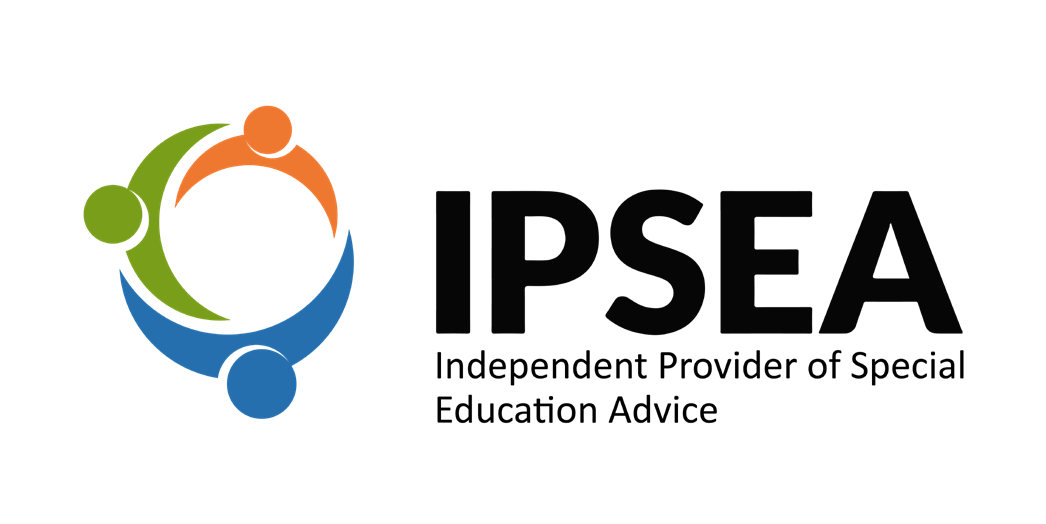 IPSEA
Independent Provider of Special
Education Advice